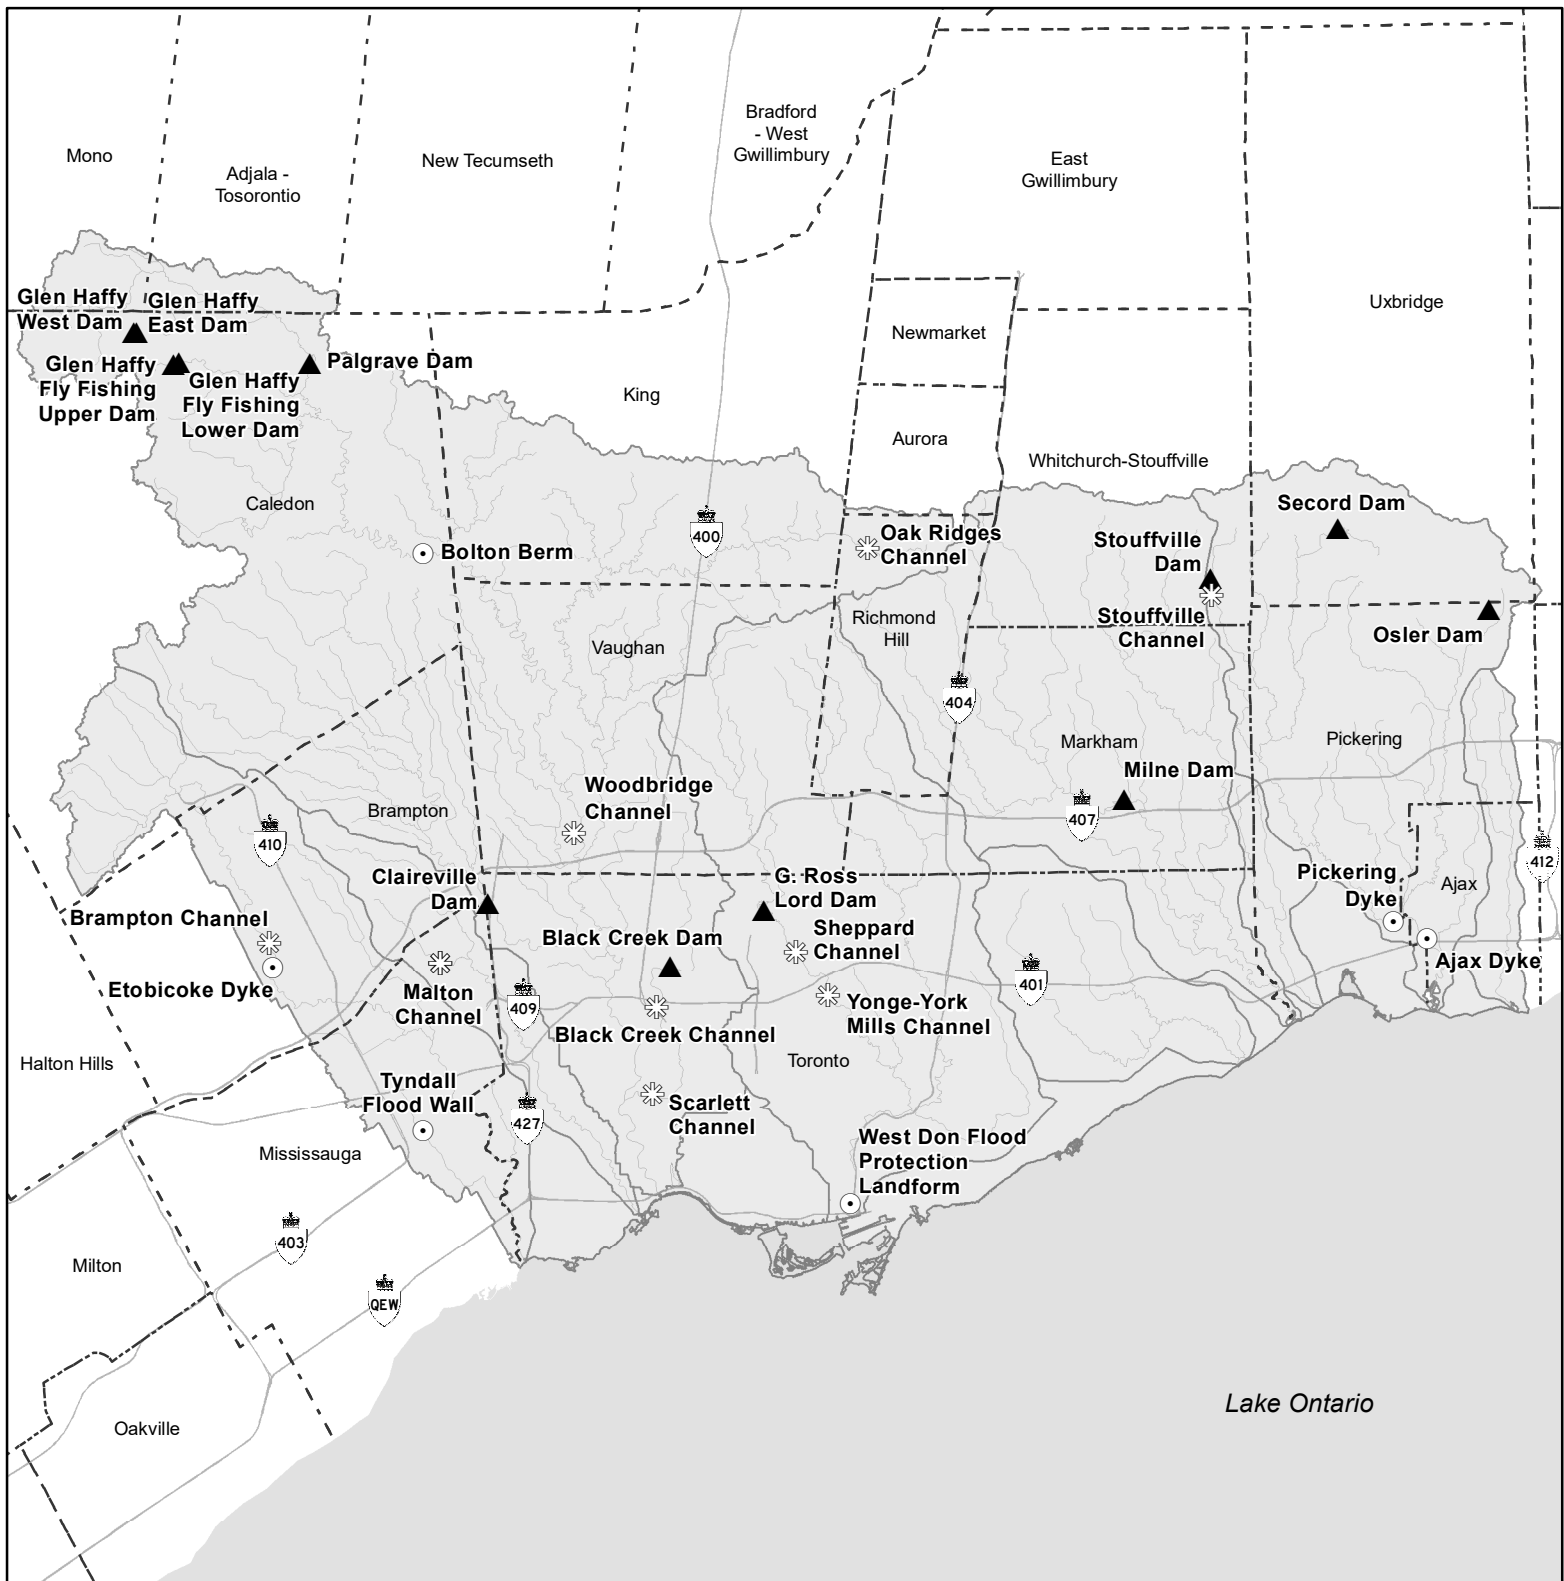 Bradford
- West
Gwillimbury
Mono
Adjala -
Tosorontio
New Tecumseth
East
Gwillimbury
Uxbridge
Glen Haffy
West Dam
Glen Haffy
East Dam
Glen Haffy
Fly Fishing
Upper Dam
Glen Haffy
Fly Fishing
Lower Dam
Palgrave Dam
Newmarket
King
Aurora
Whitchurch-Stouffville
Caledon
Bolton Berm
400
Oak Ridges
Channel
Stouffville
Dam
Secord Dam
Stouffville
Channel
Osler Dam
Richmond
Hill
Vaughan
404
Markham
Pickering
Milne Dam
Woodbridge
Channel
Brampton
407
410
412
Claireville
Dam
G. Ross
Lord Dam
Pickering
Dyke
Ajax
Brampton Channel
Black Creek Dam
Sheppard
Channel
Ajax Dyke
Etobicoke Dyke
Malton
Channel
409
401
Yonge-York
Mills Channel
Black Creek Channel
Toronto
Halton Hills
Tyndall
Flood Wall
427
Scarlett
Channel
Mississauga
West Don Flood
Protection
Landform
403
Milton
QEW
Lake Ontario
Oakville